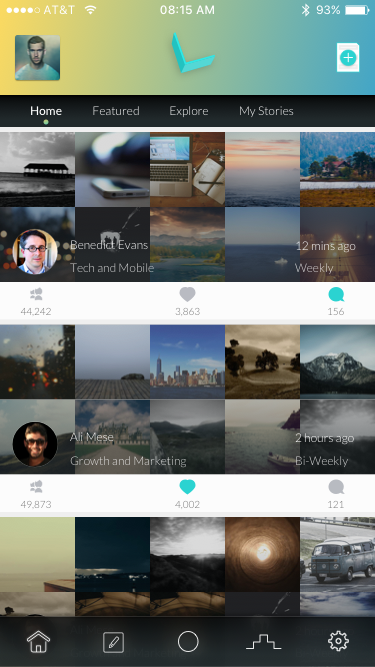 AT&T 08:15 AM 93%
Home Featured Explore My Stories
Benedict Evans 12 mins ago
Tech and Mobile Weekly
44,242 3,863 156
Ali Mese 2 hours ago
Growth and Marketing Bi-Weekly
49,873 4,002 121